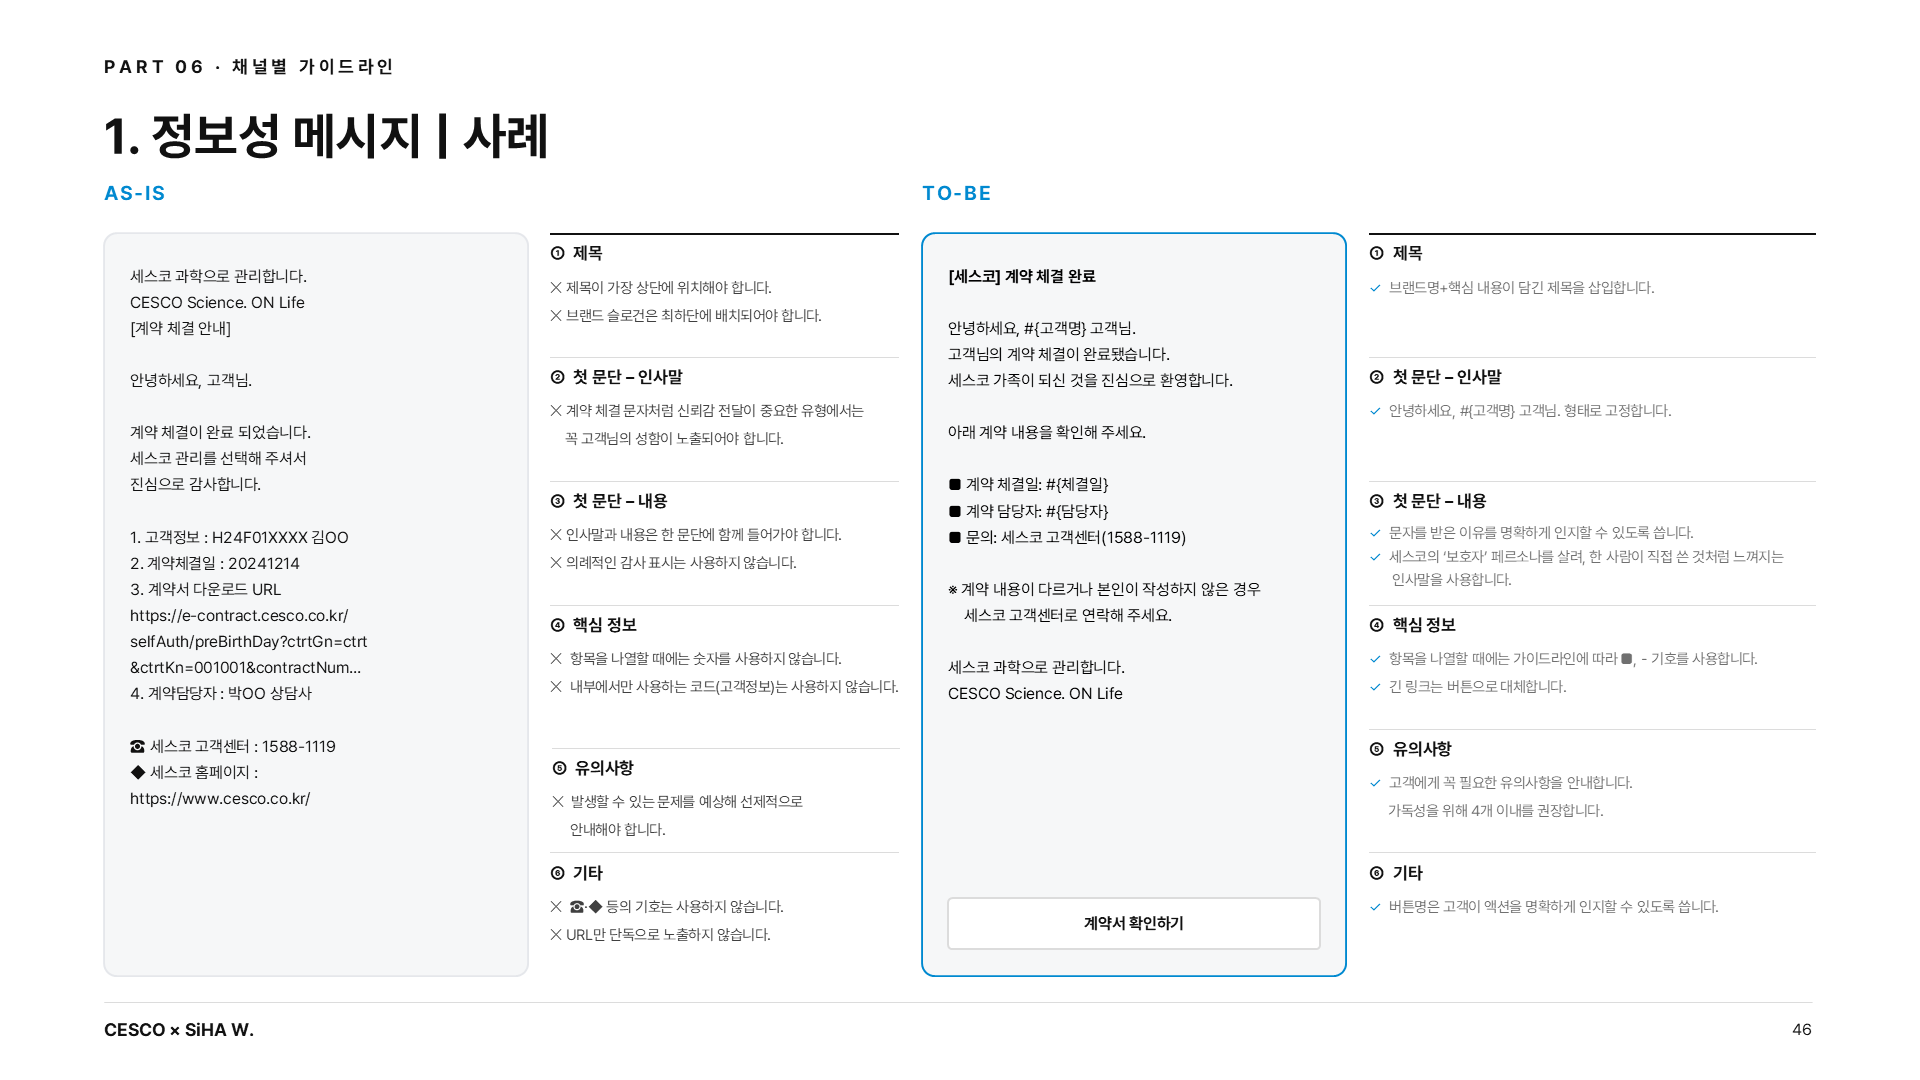 PART 06 · 채널별 가이드라인
1. 정보성 메시지 | 사례
AS-IS
세스코 과학으로 관리합니다.
CESCO Science. ON Life
[계약 체결 안내]
안녕하세요, 고객님.
계약 체결이 완료 되었습니다.
세스코 관리를 선택해 주셔서
진심으로 감사합니다.
1. 고객정보 : H24F01XXXX 김OO
2. 계약체결일 : 20241214
3. 계약서 다운로드 URL
https://e-contract.cesco.co.kr/
selfAuth/preBirthDay?ctrtGn=ctrt
&ctrtKn=001001&contractNum...
4. 계약담당자 : 박OO 상담사
☎ 세스코 고객센터 : 1588-1119
◆ 세스코 홈페이지 :
https://www.cesco.co.kr/
① 제목
✕ 제목이 가장 상단에 위치해야 합니다.
✕ 브랜드 슬로건은 최하단에 배치되어야 합니다.
② 첫 문단 – 인사말
✕ 계약 체결 문자처럼 신뢰감 전달이 중요한 유형에서는
꼭 고객님의 성함이 노출되어야 합니다.
③ 첫 문단 – 내용
✕ 인사말과 내용은 한 문단에 함께 들어가야 합니다.
✕ 의례적인 감사 표시는 사용하지 않습니다.
④ 핵심 정보
✕ 항목을 나열할 때에는 숫자를 사용하지 않습니다.
✕ 내부에서만 사용하는 코드(고객정보)는 사용하지 않습니다.
⑤ 유의사항
✕ 발생할 수 있는 문제를 예상해 선제적으로
안내해야 합니다.
⑥ 기타
✕ ☎·◆ 등의 기호는 사용하지 않습니다.
✕ URL만 단독으로 노출하지 않습니다.
TO-BE
[세스코] 계약 체결 완료
안녕하세요, #{고객명} 고객님.
고객님의 계약 체결이 완료됐습니다.
세스코 가족이 되신 것을 진심으로 환영합니다.
아래 계약 내용을 확인해 주세요.
■ 계약 체결일: #{체결일}
■ 계약 담당자: #{담당자}
■ 문의: 세스코 고객센터(1588-1119)
※ 계약 내용이 다르거나 본인이 작성하지 않은 경우
세스코 고객센터로 연락해 주세요.
세스코 과학으로 관리합니다.
CESCO Science. ON Life
계약서 확인하기
① 제목
✓ 브랜드명+핵심 내용이 담긴 제목을 삽입합니다.
② 첫 문단 – 인사말
✓ 안녕하세요, #{고객명} 고객님. 형태로 고정합니다.
③ 첫 문단 – 내용
✓ 문자를 받은 이유를 명확하게 인지할 수 있도록 씁니다.
✓ 세스코의 ‘보호자’ 페르소나를 살려, 한 사람이 직접 쓴 것처럼 느껴지는
인사말을 사용합니다.
④ 핵심 정보
✓ 항목을 나열할 때에는 가이드라인에 따라 ■, - 기호를 사용합니다.
✓ 긴 링크는 버튼으로 대체합니다.
⑤ 유의사항
✓ 고객에게 꼭 필요한 유의사항을 안내합니다.
가독성을 위해 4개 이내를 권장합니다.
⑥ 기타
✓ 버튼명은 고객이 액션을 명확하게 인지할 수 있도록 씁니다.
CESCO × SiHA W.
46